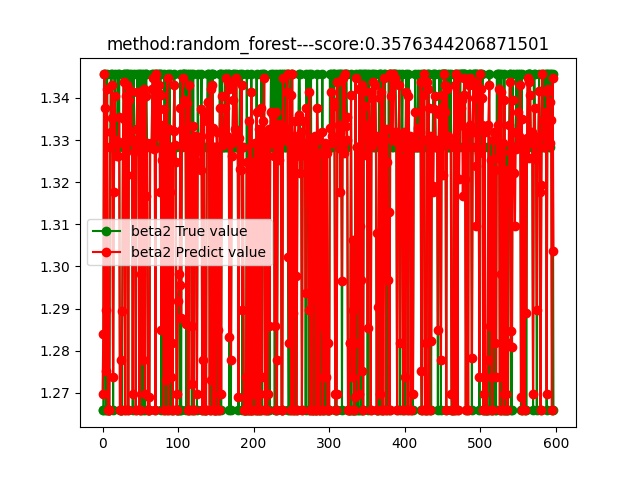 method:random_forest---score:0.3576344206871501
1.34
1.33
1.32
1.31
1.30
1.29
1.28
1.27
beta2 True value
beta2 Predict value
0 100 200 300 400 500 600